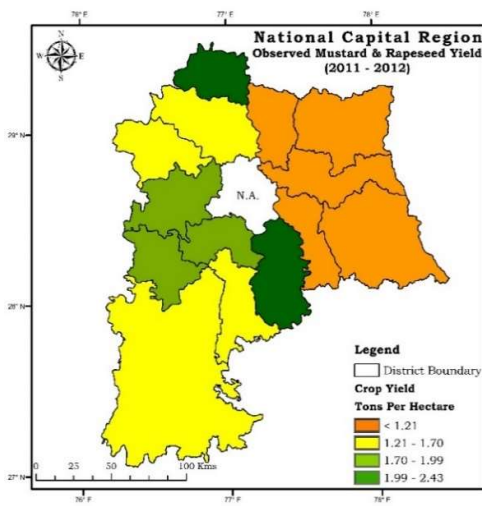 76° E 77° E 78° E
National Capital Region
Observed Mustard & Rapeseed Yield
(2011 - 2012)
N
W E
S
29° N
N.A.
28° N
Legend
District Boundary
Crop Yield
Tons Per Hectare
< 1.21
1.21 - 1.70
1.70 - 1.99
1.99 - 2.43
0 25 50 100 Kms
27° N
76° E 77° E 78° E